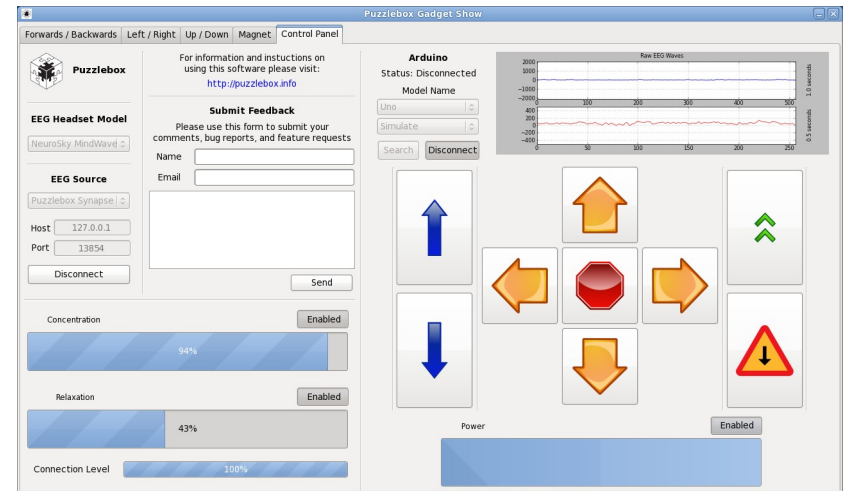 Puzzlebox Gadget Show
Forwards / Backwards
Left / Right
Up / Down
Magnet
Control Panel
Puzzlebox
For information and instuctions on
using this software please visit:
http://puzzlebox.info
EEG Headset Model
NeuroSky MindWave
EEG Source
Puzzlebox Synapse
Host 127.0.0.1
Port 13854
Disconnect
Submit Feedback
Please use this form to submit your
comments, bug reports, and feature requests
Name
Email
Send
Concentration
Enabled
94%
Relaxation
Enabled
43%
Connection Level
100%
Arduino
Status: Disconnected
Model Name
Uno
Simulate
Search
Disconnect
Raw EEG Waves
2000
1000
0
−1000
−2000
0 100 200 300 400 500
1.0 seconds
400
200
0
−200
−400
0 50 100 150 200 250
0.5 seconds
Power
Enabled